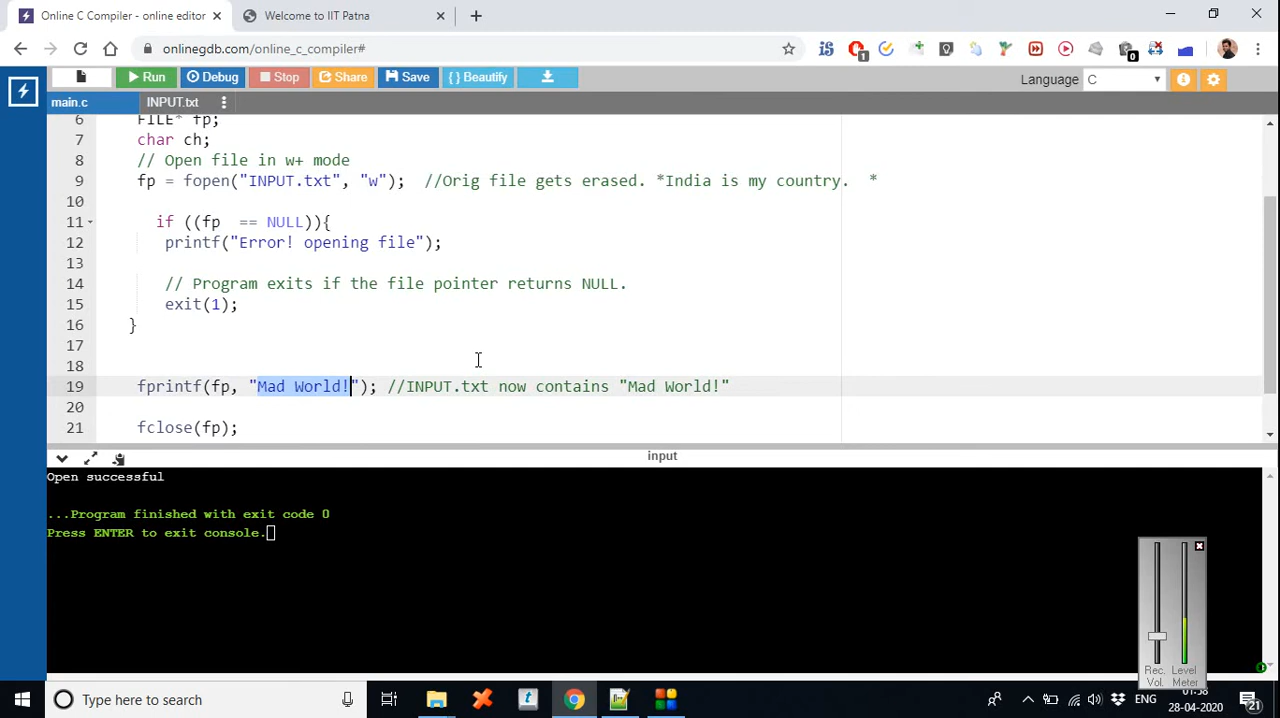 Online C Compiler - online editor
Welcome to IIT Patna
onlinegdb.com/online_c_compiler#
1
0
Run
Debug
Stop
Share
Save
{ } Beautify
Language
C
main.c
INPUT.txt
6 FILE* fp;
7 char ch;
8 // Open file in w+ mode
9 fp = fopen("INPUT.txt", "w"); //Orig file gets erased. *India is my country. *
10
11 if ((fp == NULL)){
12 printf("Error! opening file");
13
14 // Program exits if the file pointer returns NULL.
15 exit(1);
16 }
17
18
19 fprintf(fp, "Mad World!"); //INPUT.txt now contains "Mad World!"
20
21 fclose(fp);
input
Open successful
...Program finished with exit code 0
Press ENTER to exit console.
Rec. Vol.
Level Meter
Type here to search
ENG
01:58
28-04-2020
21